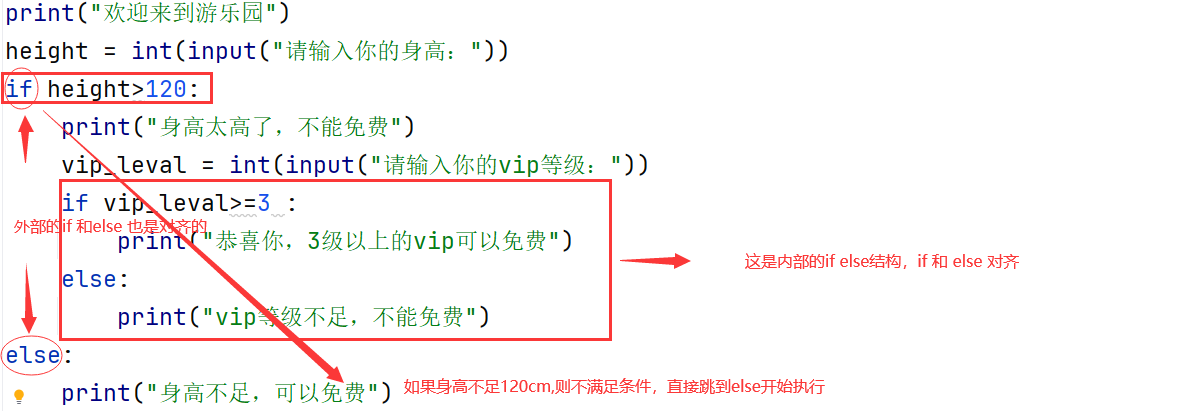 print("欢迎来到游乐园")
height = int(input("请输入你的身高："))
if height>120:
print("身高太高了，不能免费")
vip_leval = int(input("请输入你的vip等级："))
if vip_leval>=3 :
外部的if 和else 也是对齐的
print("恭喜你，3级以上的vip可以免费")
这是内部的if else结构，if 和 else 对齐
else:
print("vip等级不足，不能免费")
else:
print("身高不足，可以免费")
如果身高不足120cm,则不满足条件，直接跳到else开始执行